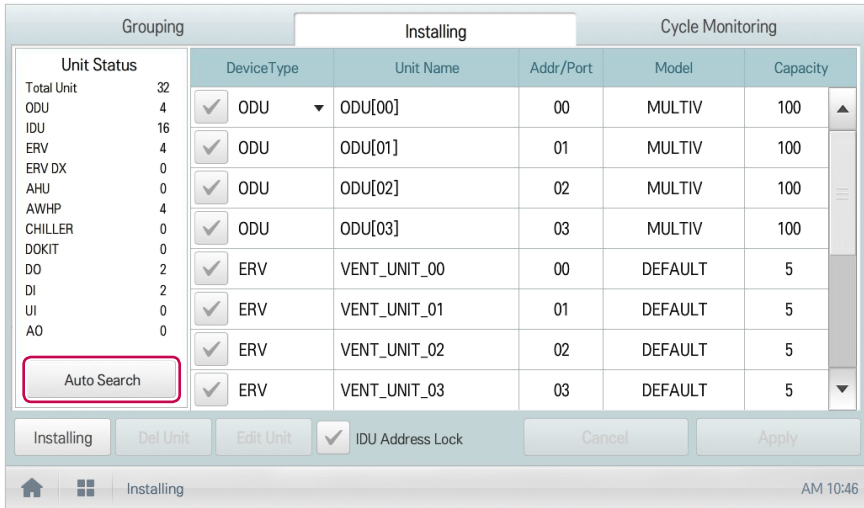 Grouping Installing Cycle Monitoring
Unit Status
Total Unit 32
ODU 4
IDU 16
ERV 4
ERV DX 0
AHU 0
AWHP 4
CHILLER 0
DOKIT 0
DO 2
DI 2
UI 0
AO 0
Auto Search
DeviceType Unit Name Addr/Port Model Capacity
ODU ODU[00] 00 MULTIV 100
ODU ODU[01] 01 MULTIV 100
ODU ODU[02] 02 MULTIV 100
ODU ODU[03] 03 MULTIV 100
ERV VENT_UNIT_00 00 DEFAULT 5
ERV VENT_UNIT_01 01 DEFAULT 5
ERV VENT_UNIT_02 02 DEFAULT 5
ERV VENT_UNIT_03 03 DEFAULT 5
Installing Del Unit Edit Unit IDU Address Lock Cancel Apply
Installing AM 10:46